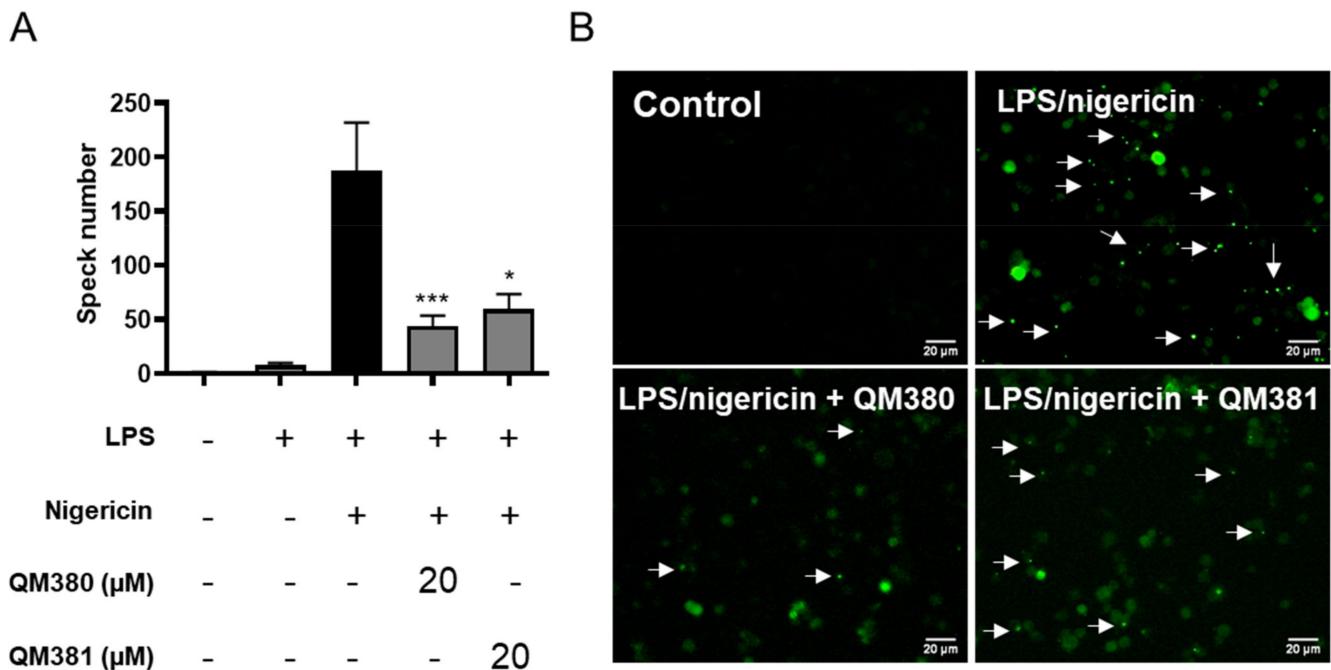 A
B
250
200
150
100
50
0
Speck number
***
*
LPS - + + + +
Nigericin - - + + +
QM380 (µM) - - - 20 -
QM381 (µM) - - - - 20
Control
20 µm
LPS/nigericin
20 µm
LPS/nigericin + QM380
20 µm
LPS/nigericin + QM381
20 µm